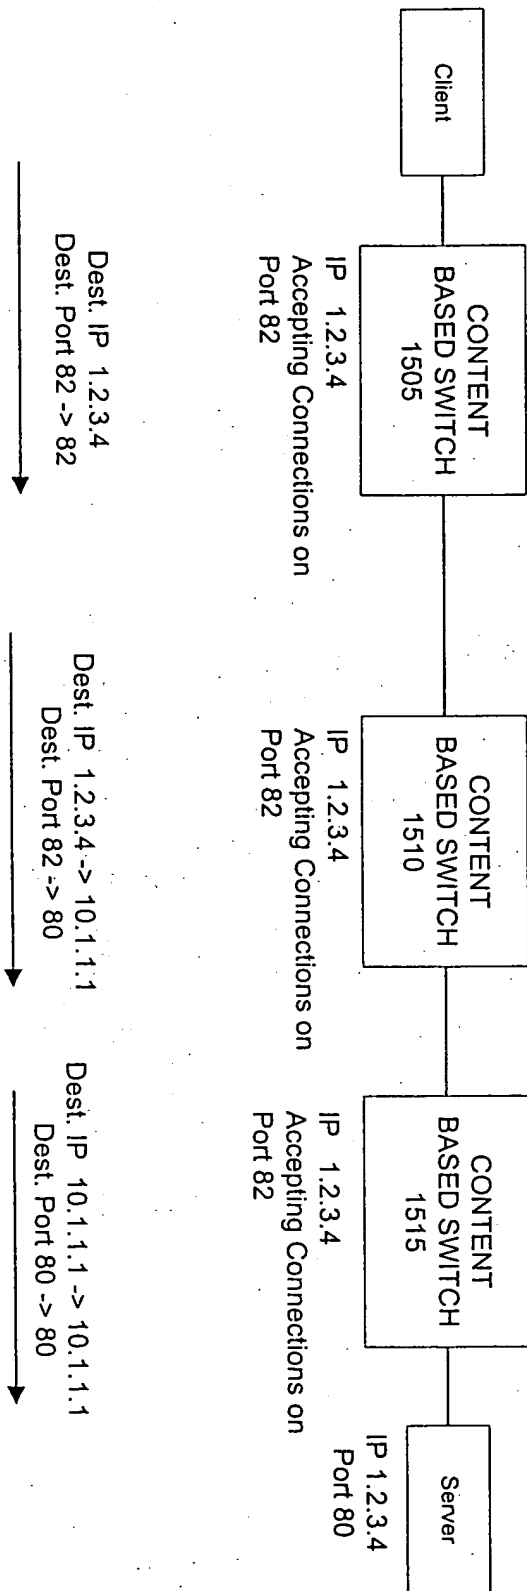 Client
CONTENT
BASED SWITCH
1505
IP 1.2.3.4
Accepting Connections on
Port 82
CONTENT
BASED SWITCH
1510
IP 1.2.3.4
Accepting Connections on
Port 82
CONTENT
BASED SWITCH
1515
IP 1.2.3.4
Accepting Connections on
Port 82
Server
IP 1.2.3.4
Port 80
Dest. IP 1.2.3.4
Dest. Port 82 -> 82
Dest. IP 1.2.3.4 -> 10.1.1.1
Dest. Port 82 -> 80
Dest. IP 10.1.1.1 -> 10.1.1.1
Dest. Port 80 -> 80